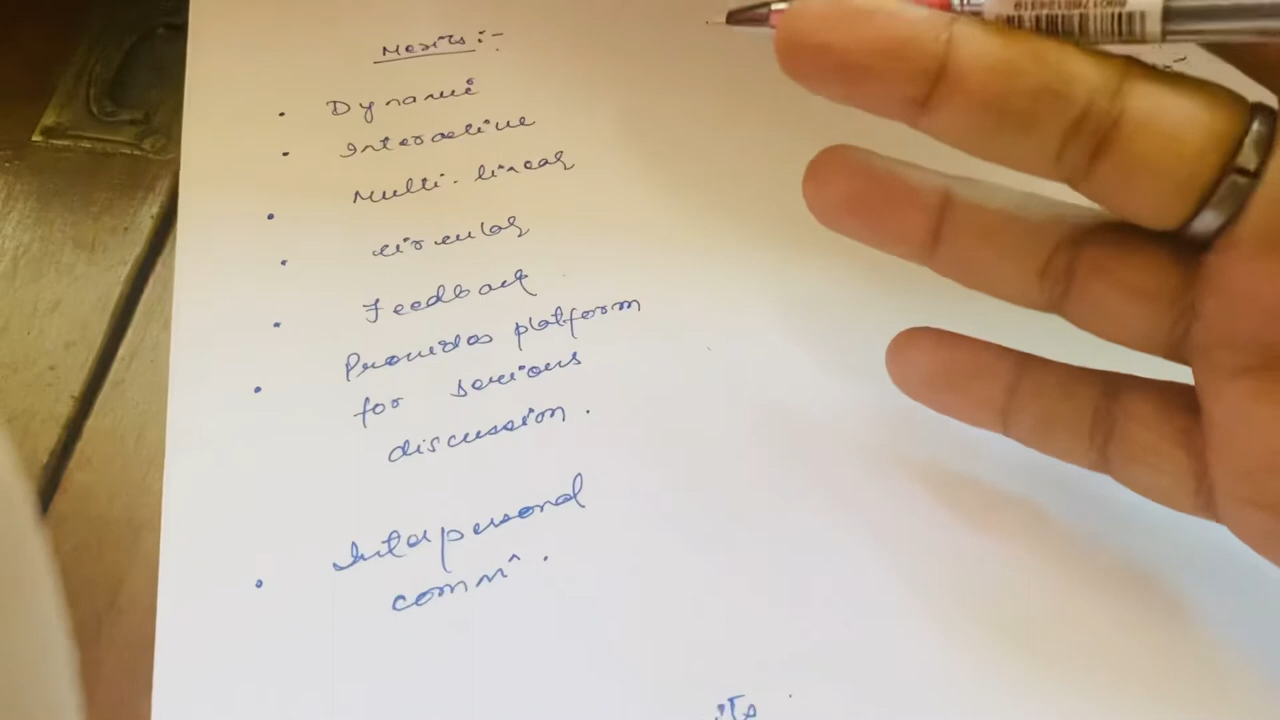 Merits :-
• Dynamic
• Interactive
• Multi-linear
• circular
• Feedback
• Provides platform
for serious
discussion.
• Interpersonal
commⁿ.